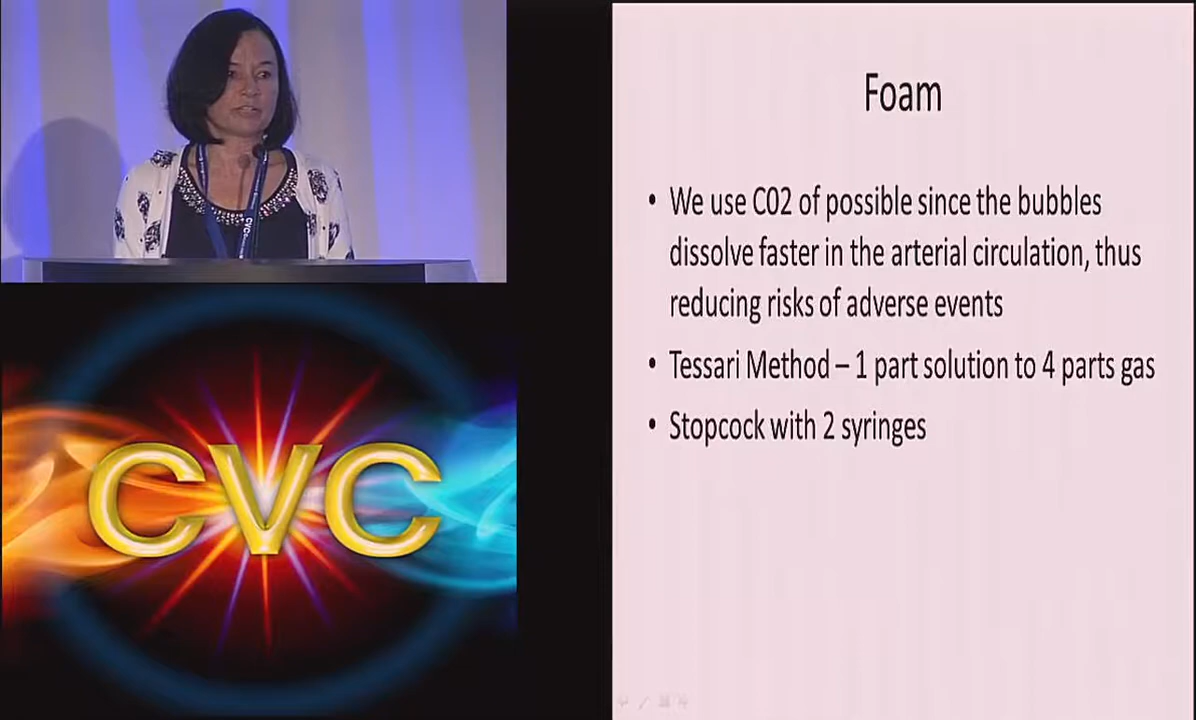 Foam
• We use C02 of possible since the bubbles
dissolve faster in the arterial circulation, thus
reducing risks of adverse events
• Tessari Method – 1 part solution to 4 parts gas
• Stopcock with 2 syringes
CVC
CVC